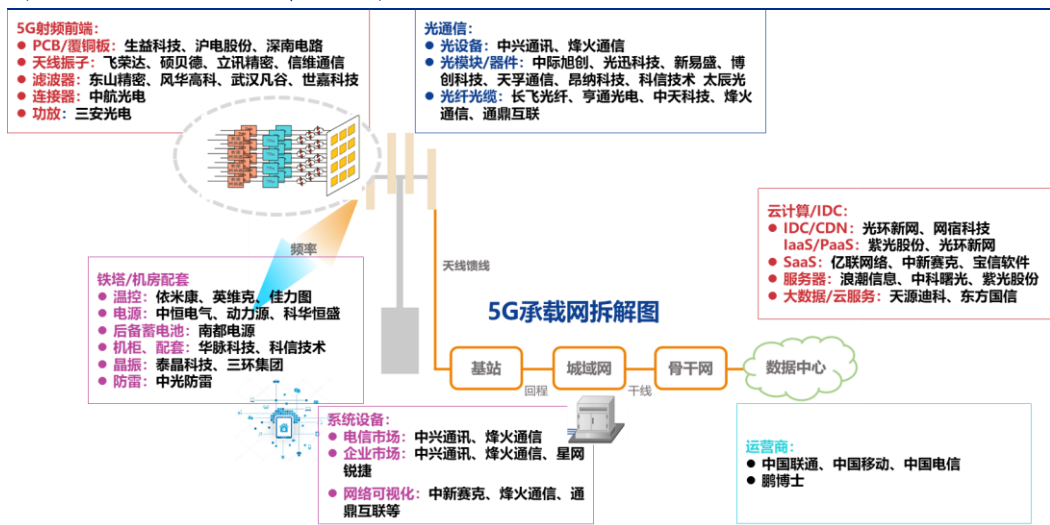 5G射频前端：
● PCB/覆铜板：生益科技、沪电股份、深南电路
● 天线振子：飞荣达、硕贝德、立讯精密、信维通信
● 滤波器：东山精密、风华高科、武汉凡谷、世嘉科技
● 连接器：中航光电
● 功放：三安光电
光通信：
● 光设备：中兴通讯、烽火通信
● 光模块/器件：中际旭创、光迅科技、新易盛、博
创科技、天孚通信、昂纳科技、科信技术 太辰光
● 光纤光缆：长飞光纤、亨通光电、中天科技、烽火
通信、通鼎互联
频率
天线馈线
云计算/IDC：
● IDC/CDN：光环新网、网宿科技
IaaS/PaaS：紫光股份、光环新网
● SaaS：亿联网络、中新赛克、宝信软件
● 服务器：浪潮信息、中科曙光、紫光股份
● 大数据/云服务：天源迪科、东方国信
铁塔/机房配套
● 温控：依米康、英维克、佳力图
● 电源：中恒电气、动力源、科华恒盛
● 后备蓄电池：南都电源
● 机柜、配套：华脉科技、科信技术
● 晶振：泰晶科技、三环集团
● 防雷：中光防雷
5G承载网拆解图
基站
城域网
骨干网
数据中心
回程
干线
系统设备：
● 电信市场：中兴通讯、烽火通信
● 企业市场：中兴通讯、烽火通信、星网
锐捷
● 网络可视化：中新赛克、烽火通信、通
鼎互联等
运营商：
● 中国联通、中国移动、中国电信
● 鹏博士